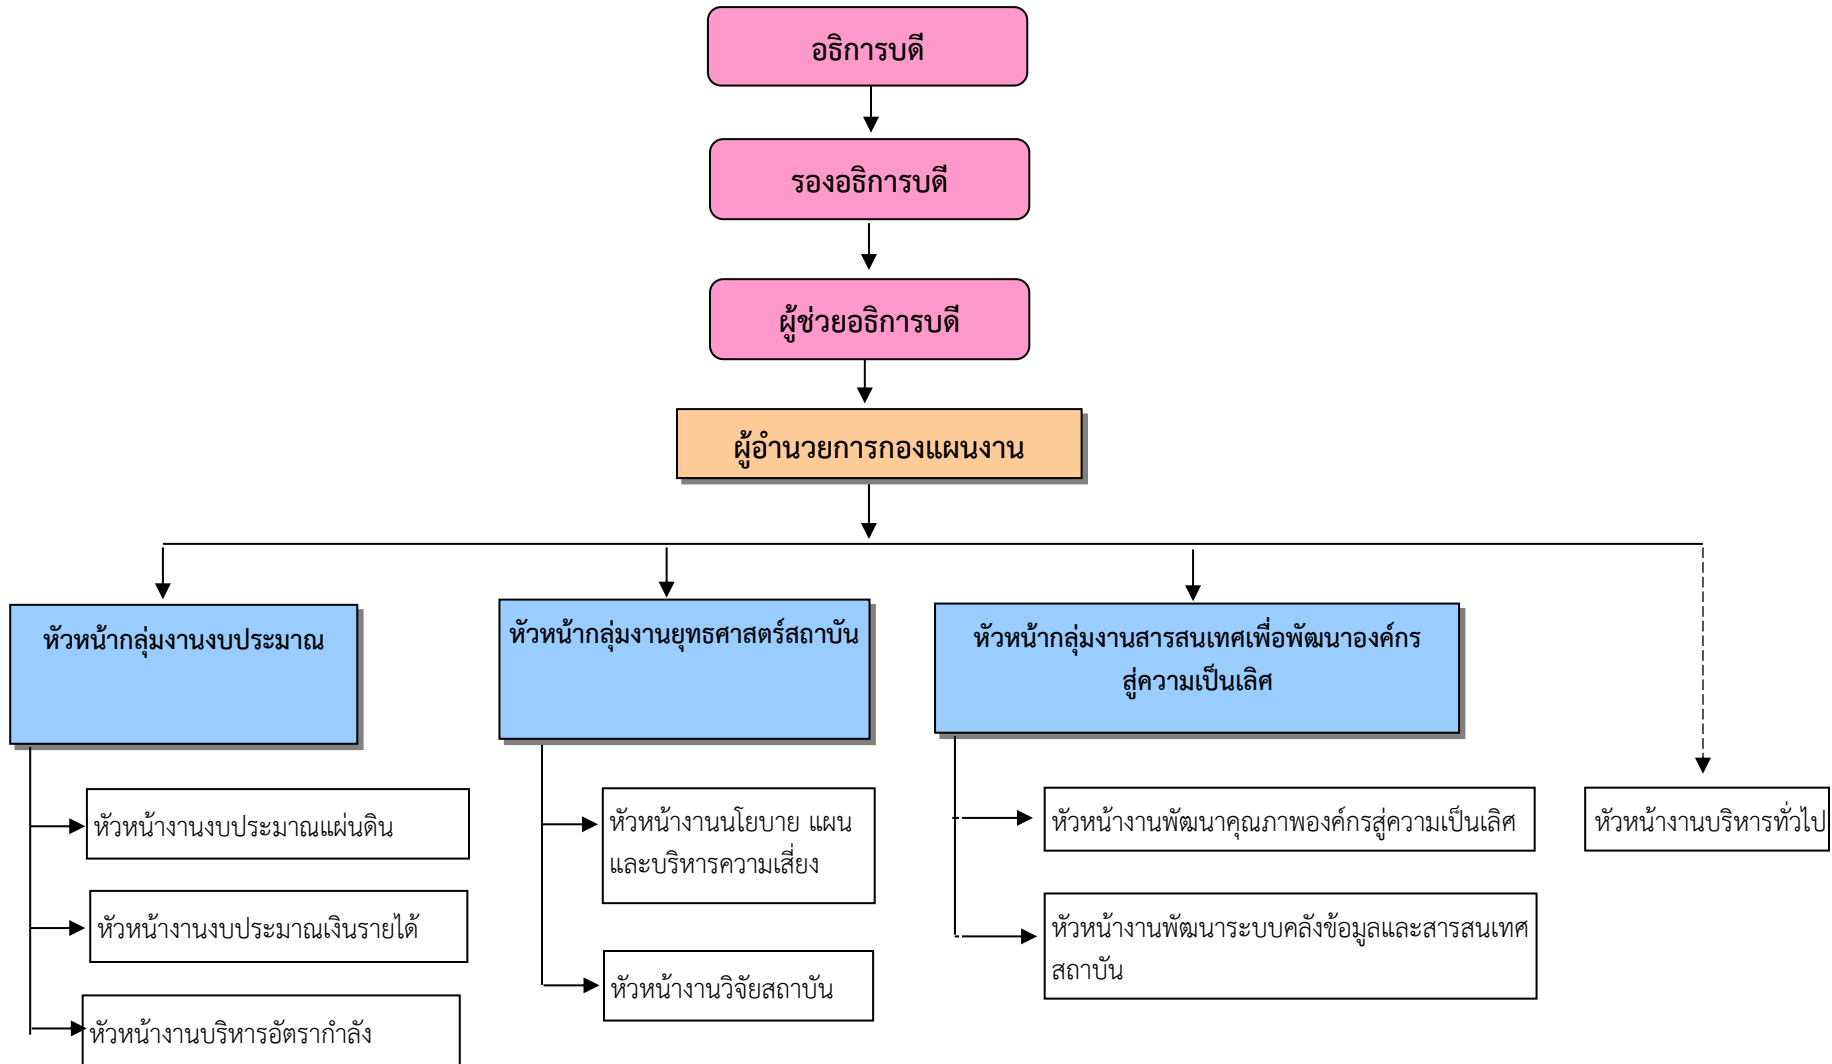 อธิการบดี
รองอธิการบดี
ผู้ช่วยอธิการบดี
ผู้อำนวยการกองแผนงาน
หัวหน้ากลุ่มงานงบประมาณ
หัวหน้ากลุ่มงานยุทธศาสตร์สถาบัน
หัวหน้ากลุ่มงานสารสนเทศเพื่อพัฒนาองค์กร
สู่ความเป็นเลิศ
หัวหน้างานงบประมาณแผ่นดิน
หัวหน้างานงบประมาณเงินรายได้
หัวหน้างานบริหารอัตรากำลัง
หัวหน้างานนโยบาย แผน
และบริหารความเสี่ยง
หัวหน้างานวิจัยสถาบัน
หัวหน้างานพัฒนาคุณภาพองค์กรสู่ความเป็นเลิศ
หัวหน้างานพัฒนาระบบคลังข้อมูลและสารสนเทศ
สถาบัน
หัวหน้างานบริหารทั่วไป